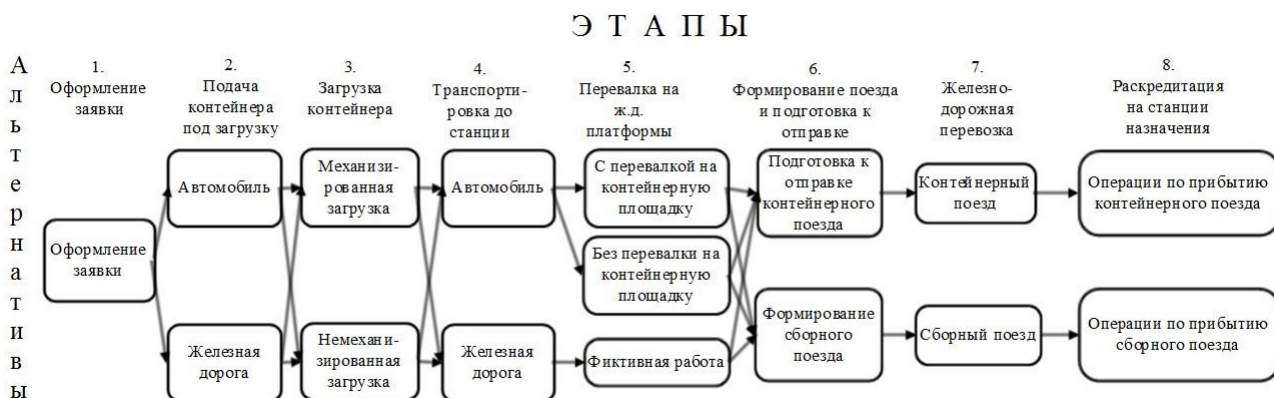 Э Т А П Ы
А
л
ь
т
е
р
н
а
т
и
в
ы
1.
Оформление
заявки
2.
Подача
контейнера
под загрузку
3.
Загрузка
контейнера
4.
Транспорти-
ровка до
станции
5.
Перевалка на
ж.д.
платформы
6.
Формирование поезда
и подготовка к
отправке
7.
Железно-
дорожная
перевозка
8.
Раскредитация
на станции
назначения
Оформление
заявки
Автомобиль
Железная
дорога
Механизи-
рованная
загрузка
Немехани-
зированная
загрузка
Автомобиль
Железная
дорога
С перевалкой на
контейнерную
площадку
Без перевалки на
контейнерную
площадку
Фиктивная работа
Подготовка к
отправке
контейнерного
поезда
Формирование
сборного
поезда
Контейнерный
поезд
Сборный поезд
Операции по прибытию
контейнерного поезда
Операции по прибытию
сборного поезда